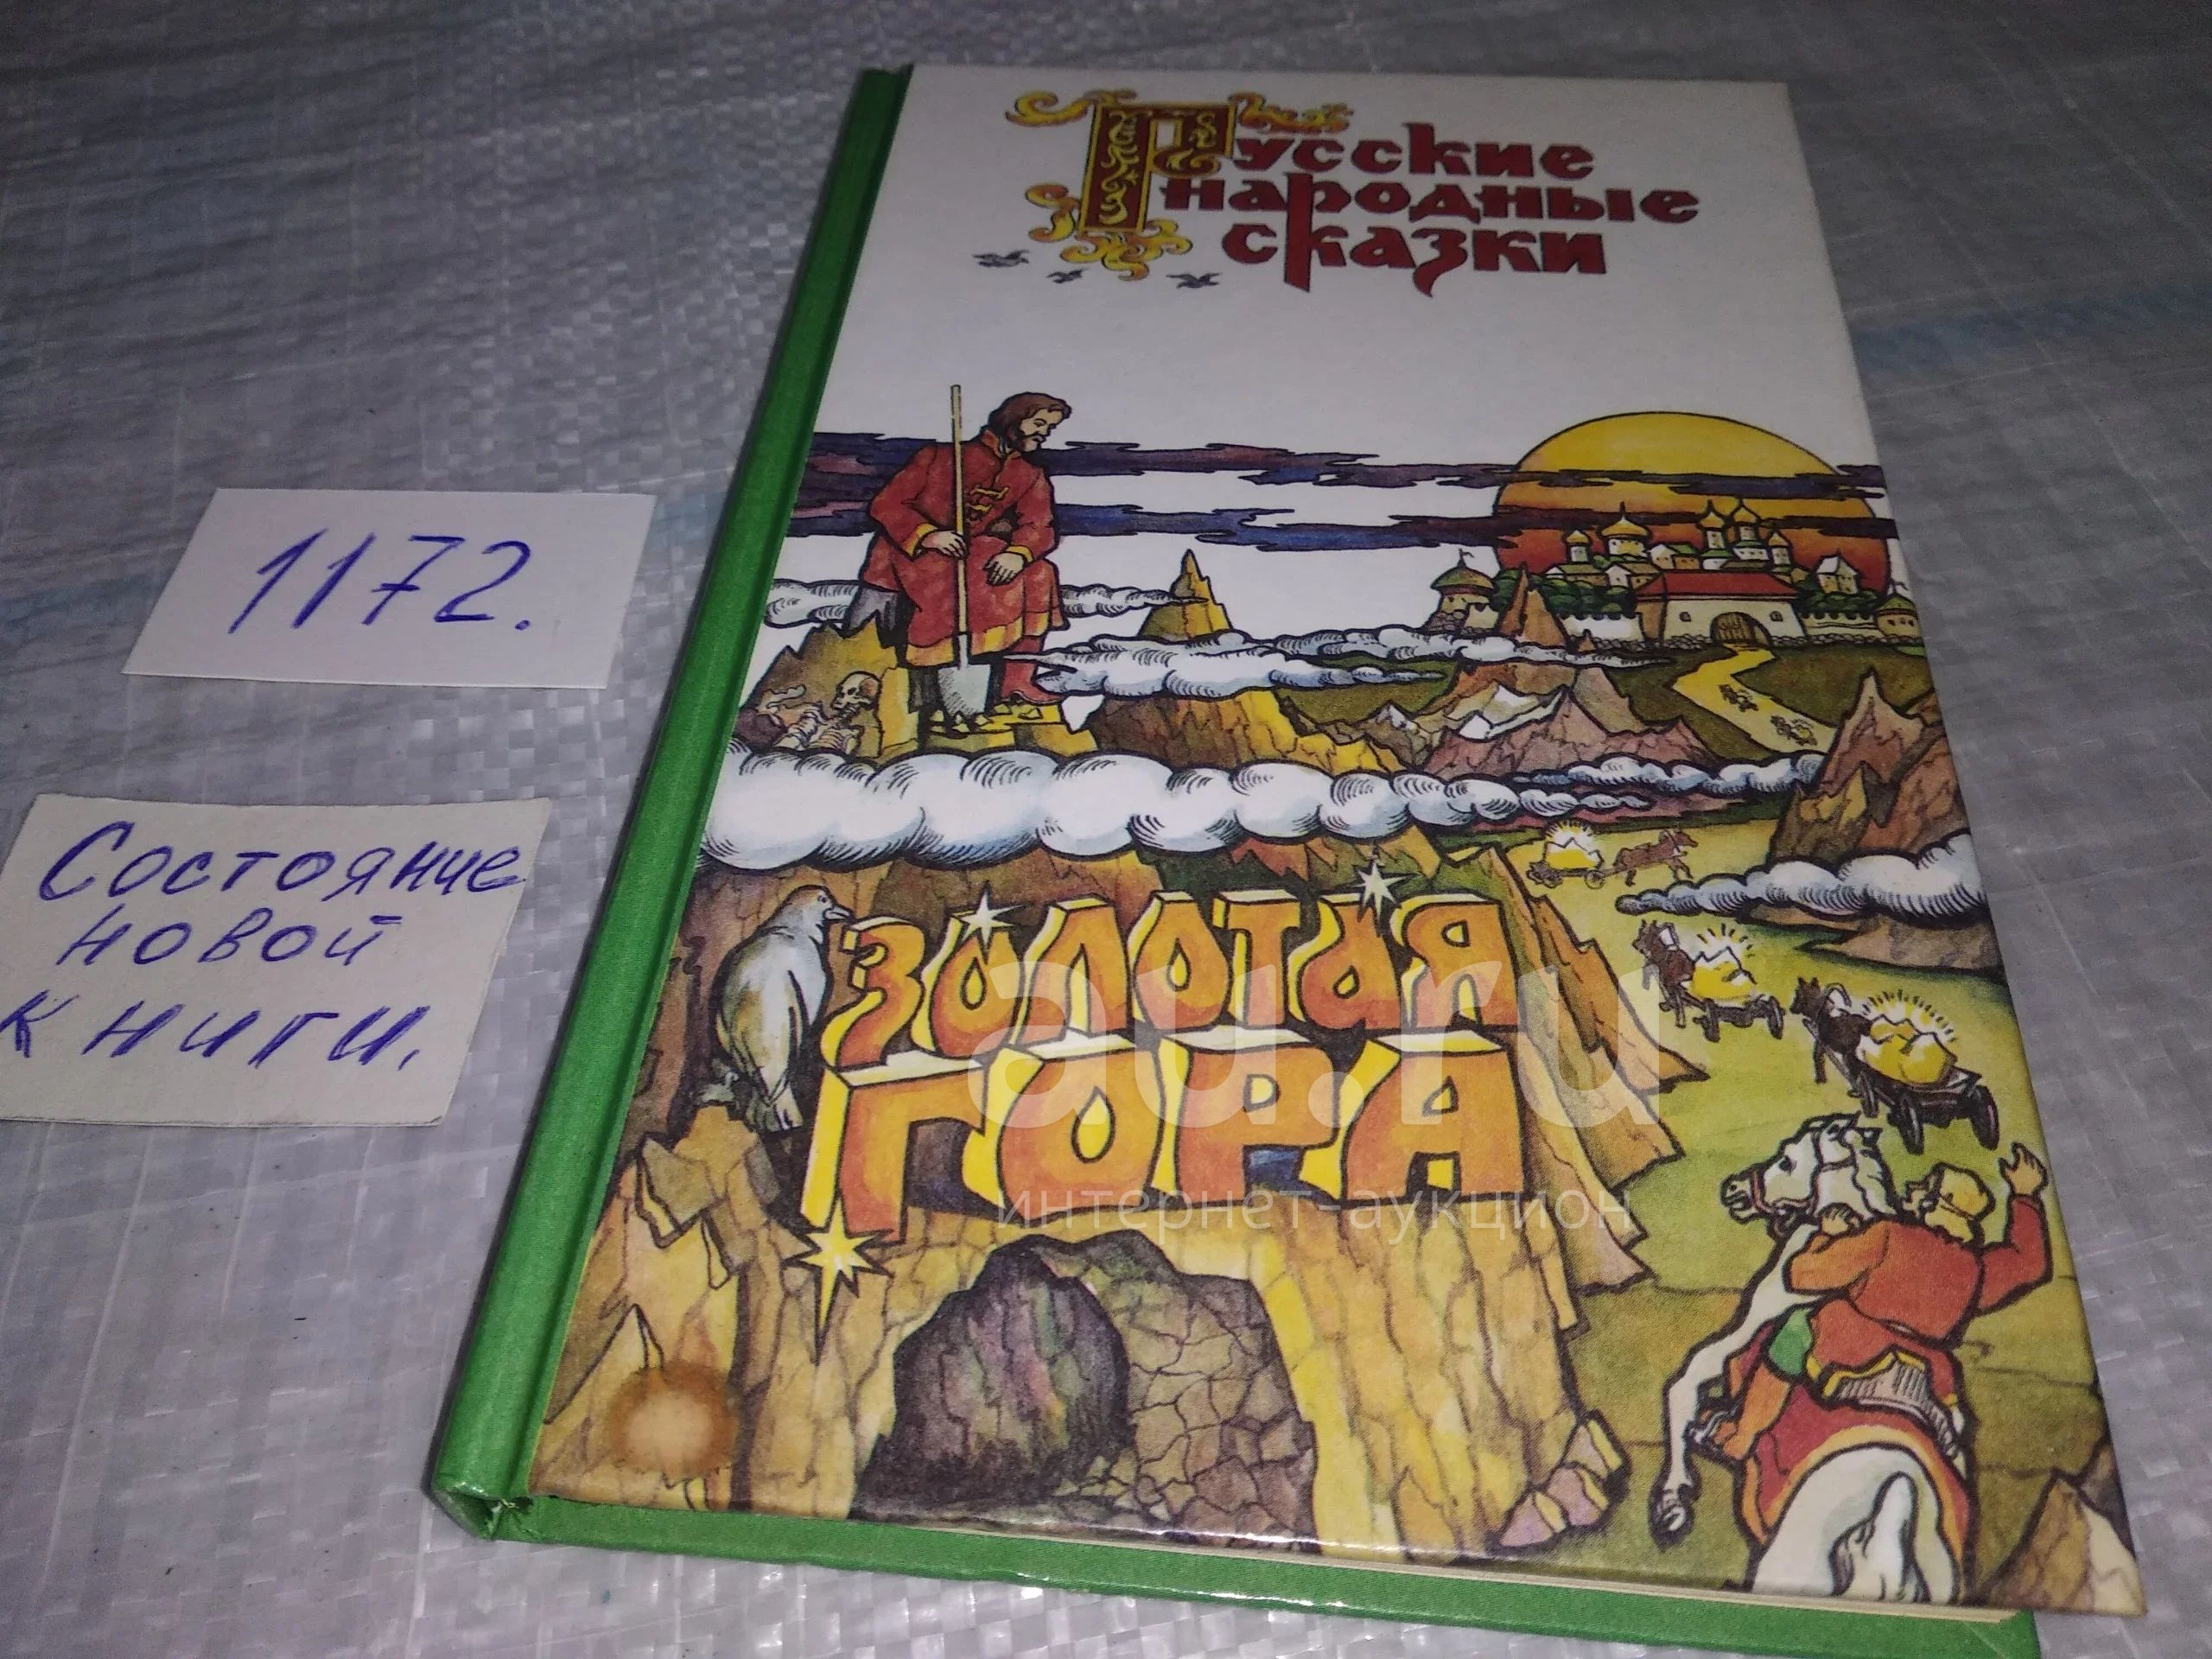 Русские
народные
сказки
1172.
Состояние
новой
книги.
ЗОЛОТАЯ
ГОРА
au.ru
интернет-аукцион